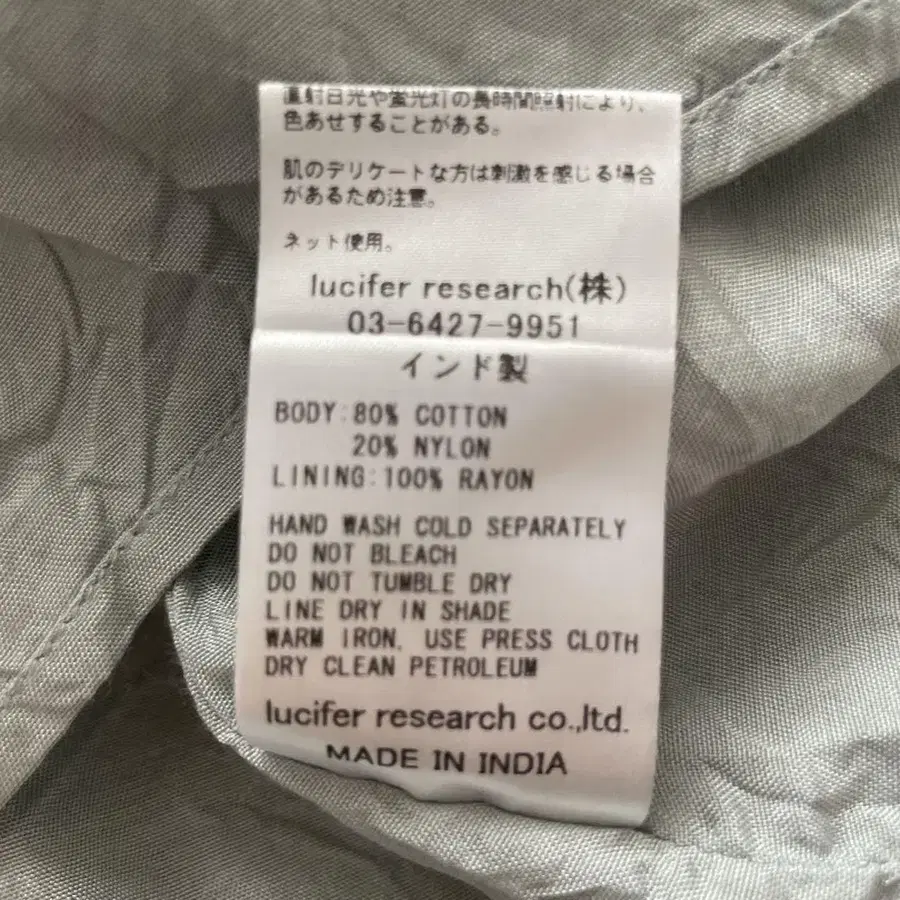 直射日光や蛍光灯の長時間照射により、
色あせすることがある。
肌のデリケートな方は刺激を感じる場合
があるため注意。
ネット使用。
lucifer research(株)
03-6427-9951
インド製
BODY:80% COTTON
20% NYLON
LINING:100% RAYON
HAND WASH COLD SEPARATELY
DO NOT BLEACH
DO NOT TUMBLE DRY
LINE DRY IN SHADE
WARM IRON, USE PRESS CLOTH
DRY CLEAN PETROLEUM
lucifer research co.,ltd.
MADE IN INDIA